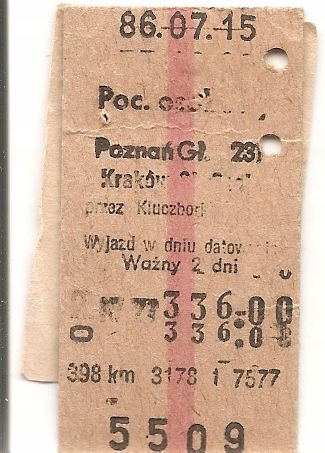 86.07.15
Poc.
Poznań Gł.
Kraków
przez Kluczbork
Wyjazd w dniu
Ważny 2 dni
336:00
336:0
398 km 3178 1 7577
5509